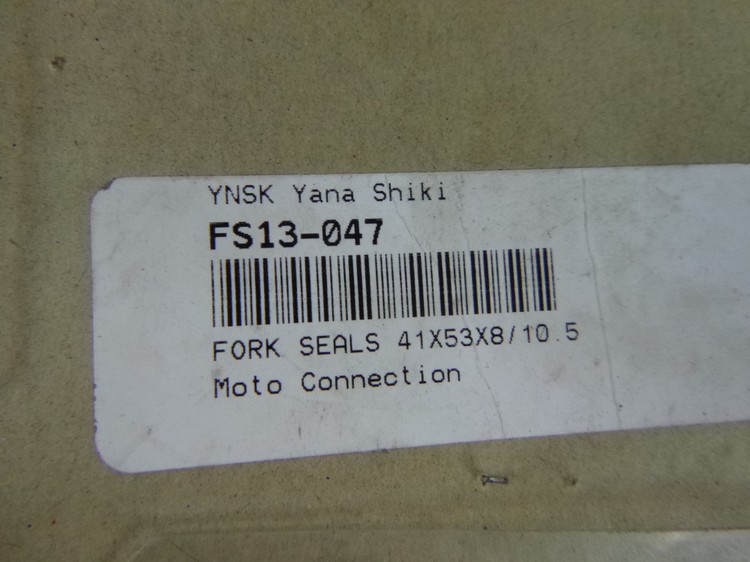 YNSK Yana Shiki
FS13-047
FORK SEALS 41X53X8/10.5
Moto Connection